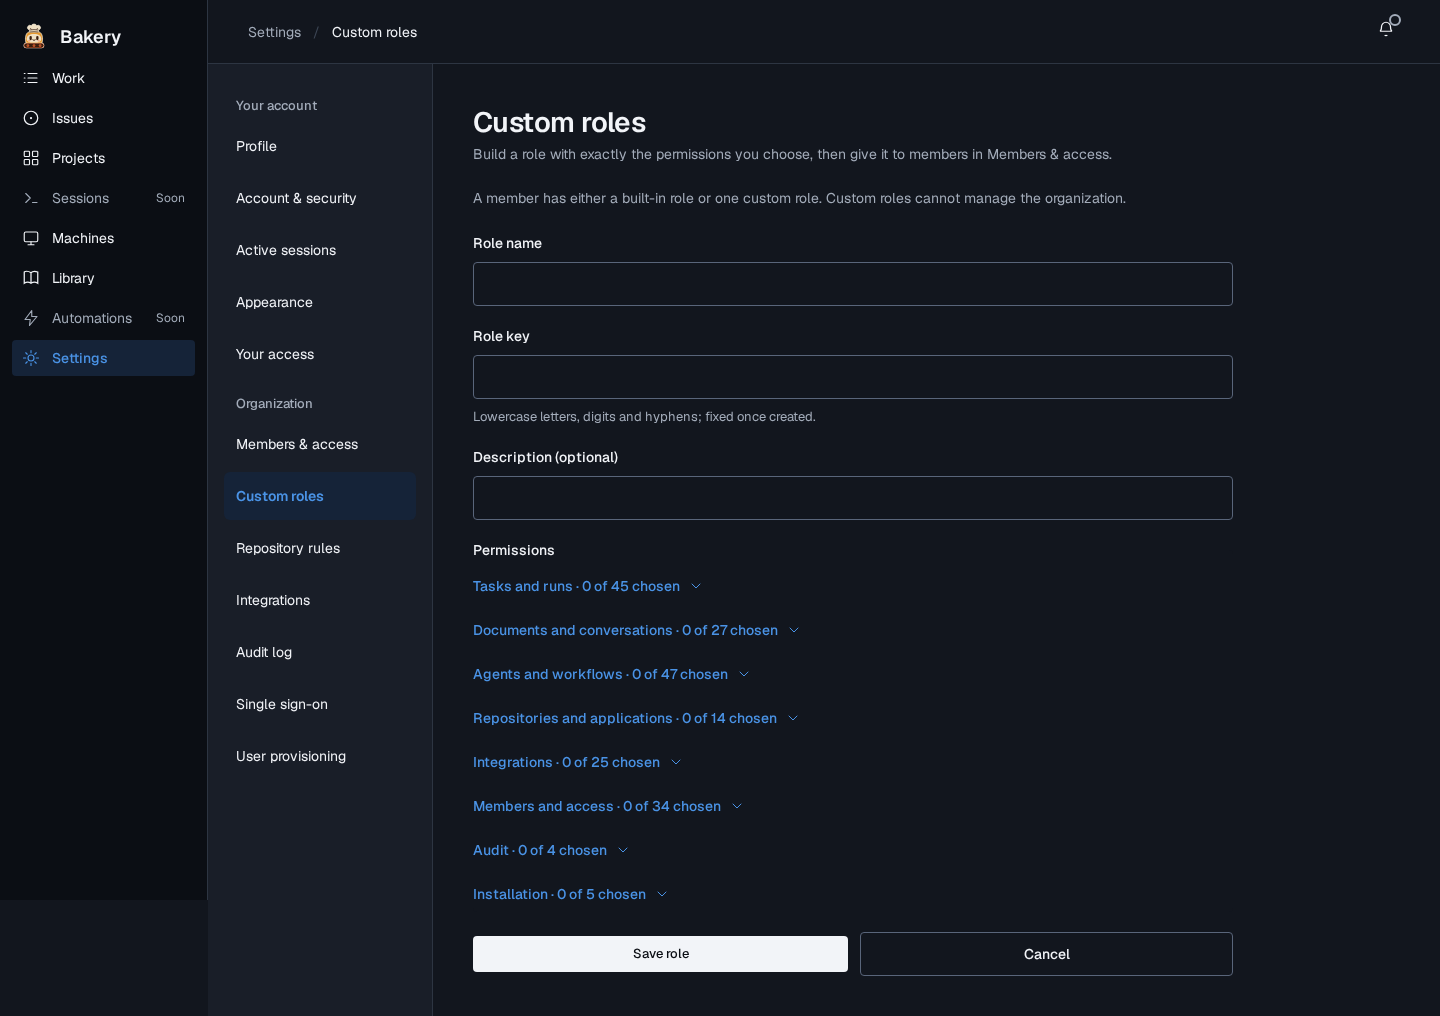 Bakery
Work
Issues
Projects
Sessions Soon
Machines
Library
Automations Soon
Settings
Settings / Custom roles
Your account
Profile
Account & security
Active sessions
Appearance
Your access
Organization
Members & access
Custom roles
Repository rules
Integrations
Audit log
Single sign-on
User provisioning
Custom roles
Build a role with exactly the permissions you choose, then give it to members in Members & access.
A member has either a built-in role or one custom role. Custom roles cannot manage the organization.
Role name
Role key
Lowercase letters, digits and hyphens; fixed once created.
Description (optional)
Permissions
Tasks and runs · 0 of 45 chosen
Documents and conversations · 0 of 27 chosen
Agents and workflows · 0 of 47 chosen
Repositories and applications · 0 of 14 chosen
Integrations · 0 of 25 chosen
Members and access · 0 of 34 chosen
Audit · 0 of 4 chosen
Installation · 0 of 5 chosen
Save role
Cancel